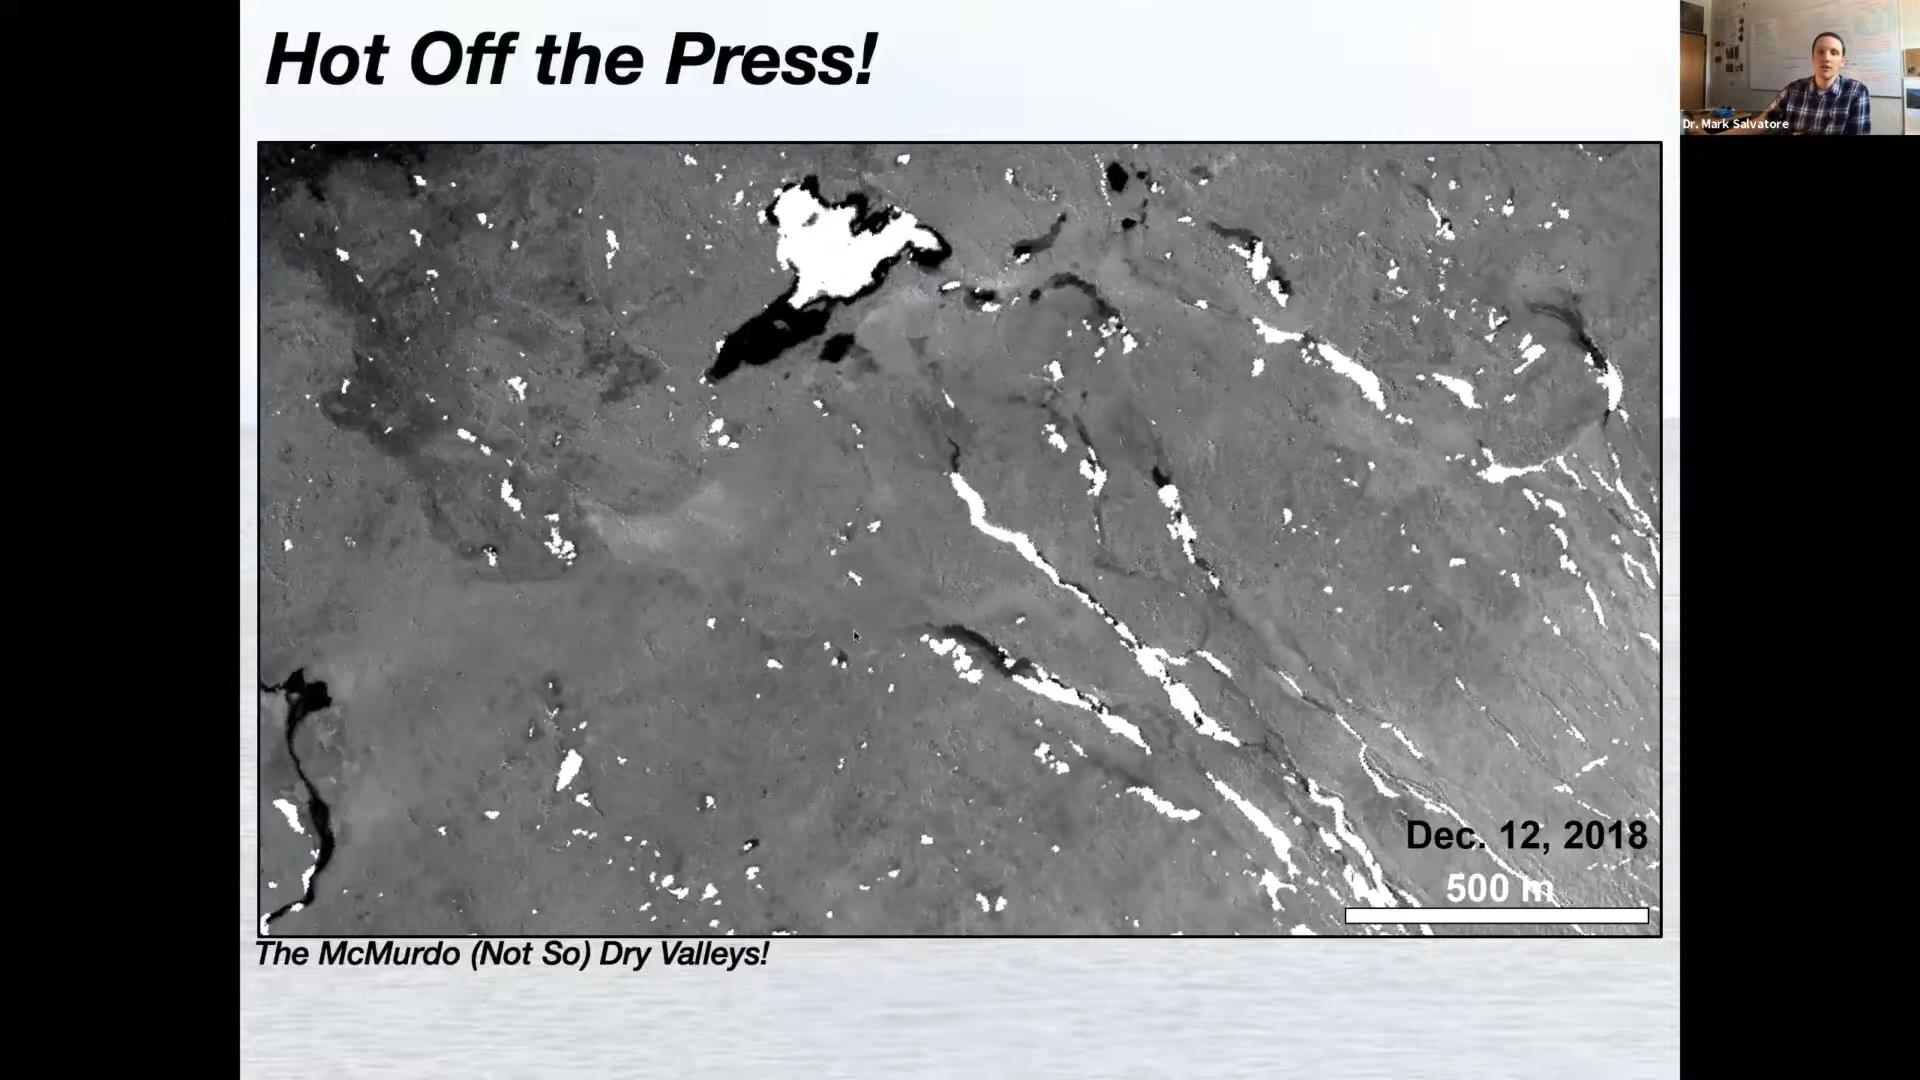 Hot Off the Press!
Dr. Mark Salvatore
Dec. 12, 2018
500 m
The McMurdo (Not So) Dry Valleys!